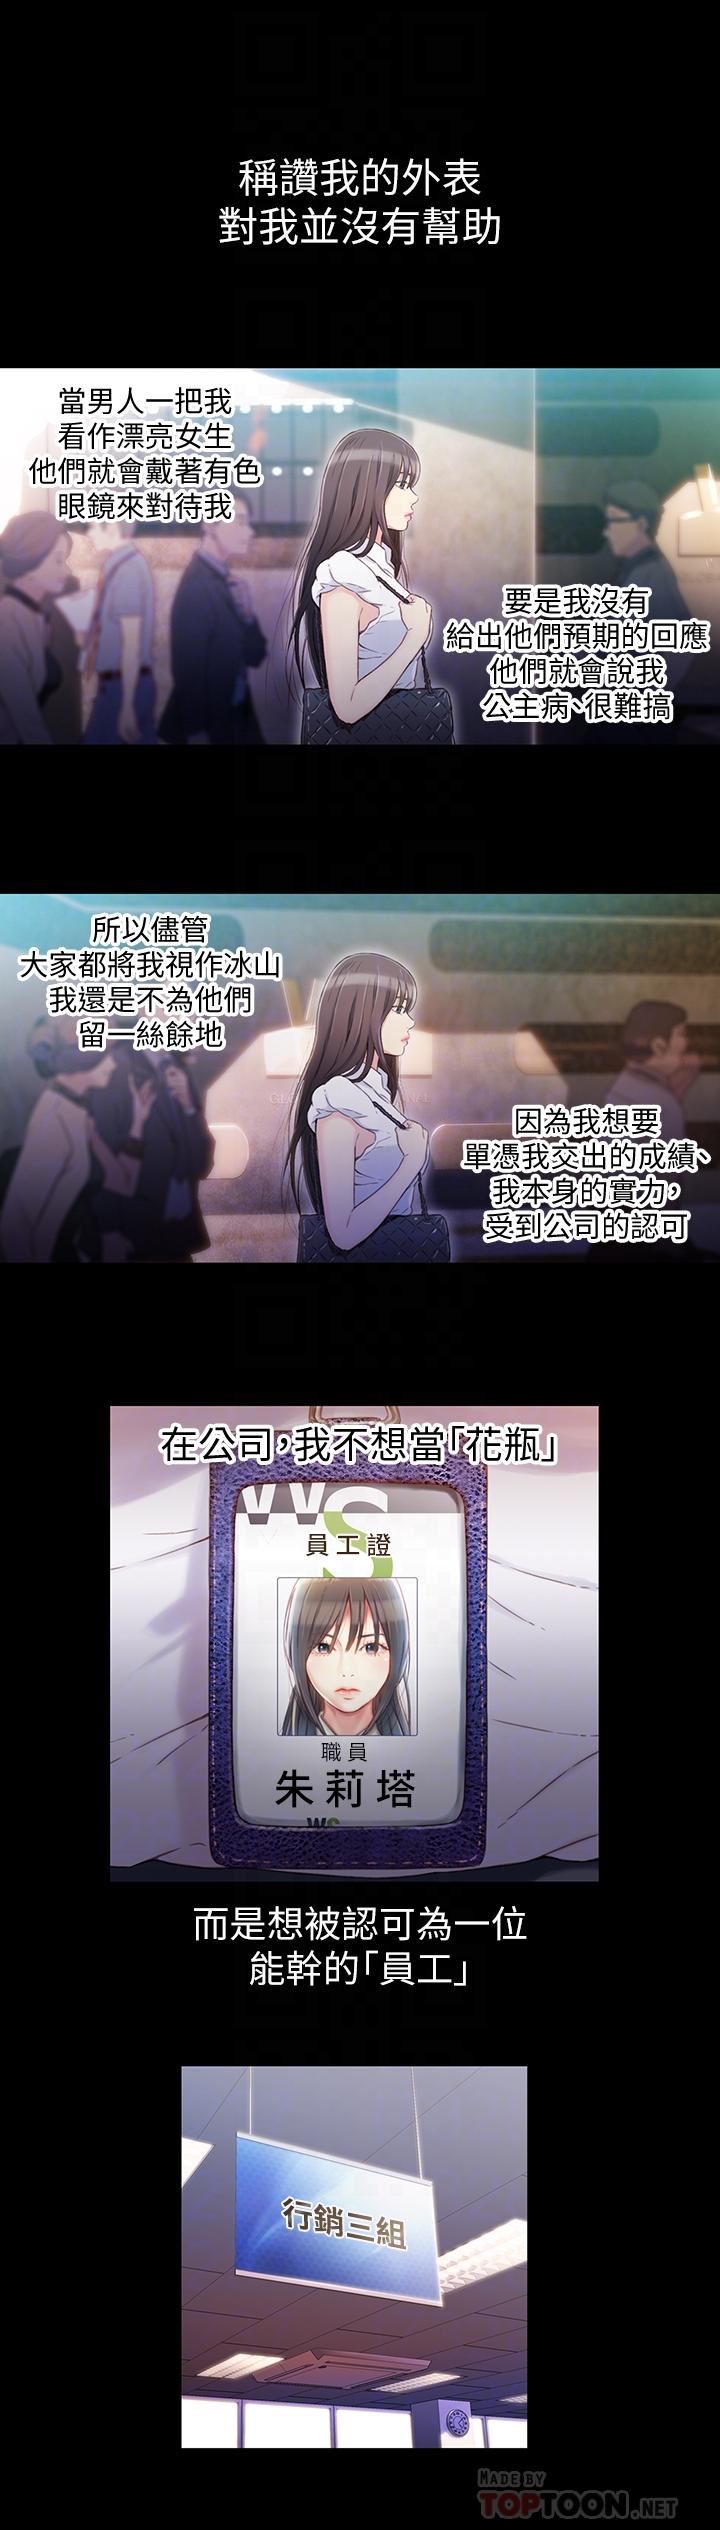 稱讚我的外表
對我並沒有幫助
當男人一把我
看作漂亮女生
他們就會戴著有色
眼鏡來對待我
要是我沒有
給出他們預期的回應
他們就會說我
公主病、很難搞
所以儘管
大家都將我視作冰山
我還是不為他們
留一絲餘地
因為我想要
單憑我交出的成績、
我本身的實力，
受到公司的認可
在公司，我不想當「花瓶」
WS
員工證
職員
朱莉塔
WS
而是想被認可為一位
能幹的「員工」
行銷三組
MADE BY
TOPTOON.NET